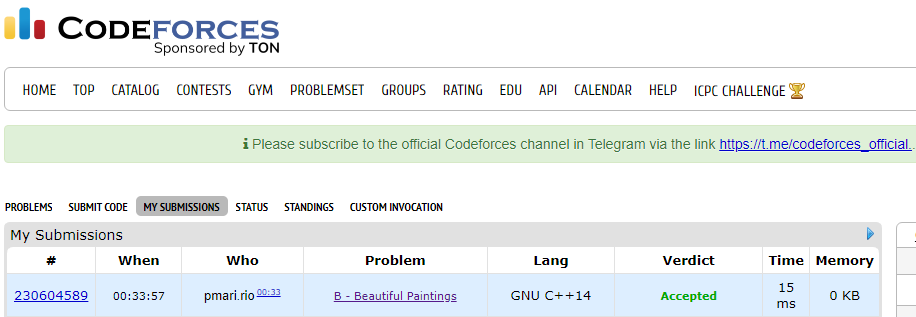 CODEFORCES
Sponsored by TON
HOME TOP CATALOG CONTESTS GYM PROBLEMSET GROUPS RATING EDU API CALENDAR HELP ICPC CHALLENGE
Please subscribe to the official Codeforces channel in Telegram via the link https://t.me/codeforces_official.
PROBLEMS SUBMIT CODE MY SUBMISSIONS STATUS STANDINGS CUSTOM INVOCATION
My Submissions
# When Who Problem Lang Verdict Time Memory
230604589 00:33:57 pmari.rio 00:33 B - Beautiful Paintings GNU C++14 Accepted 15 ms 0 KB